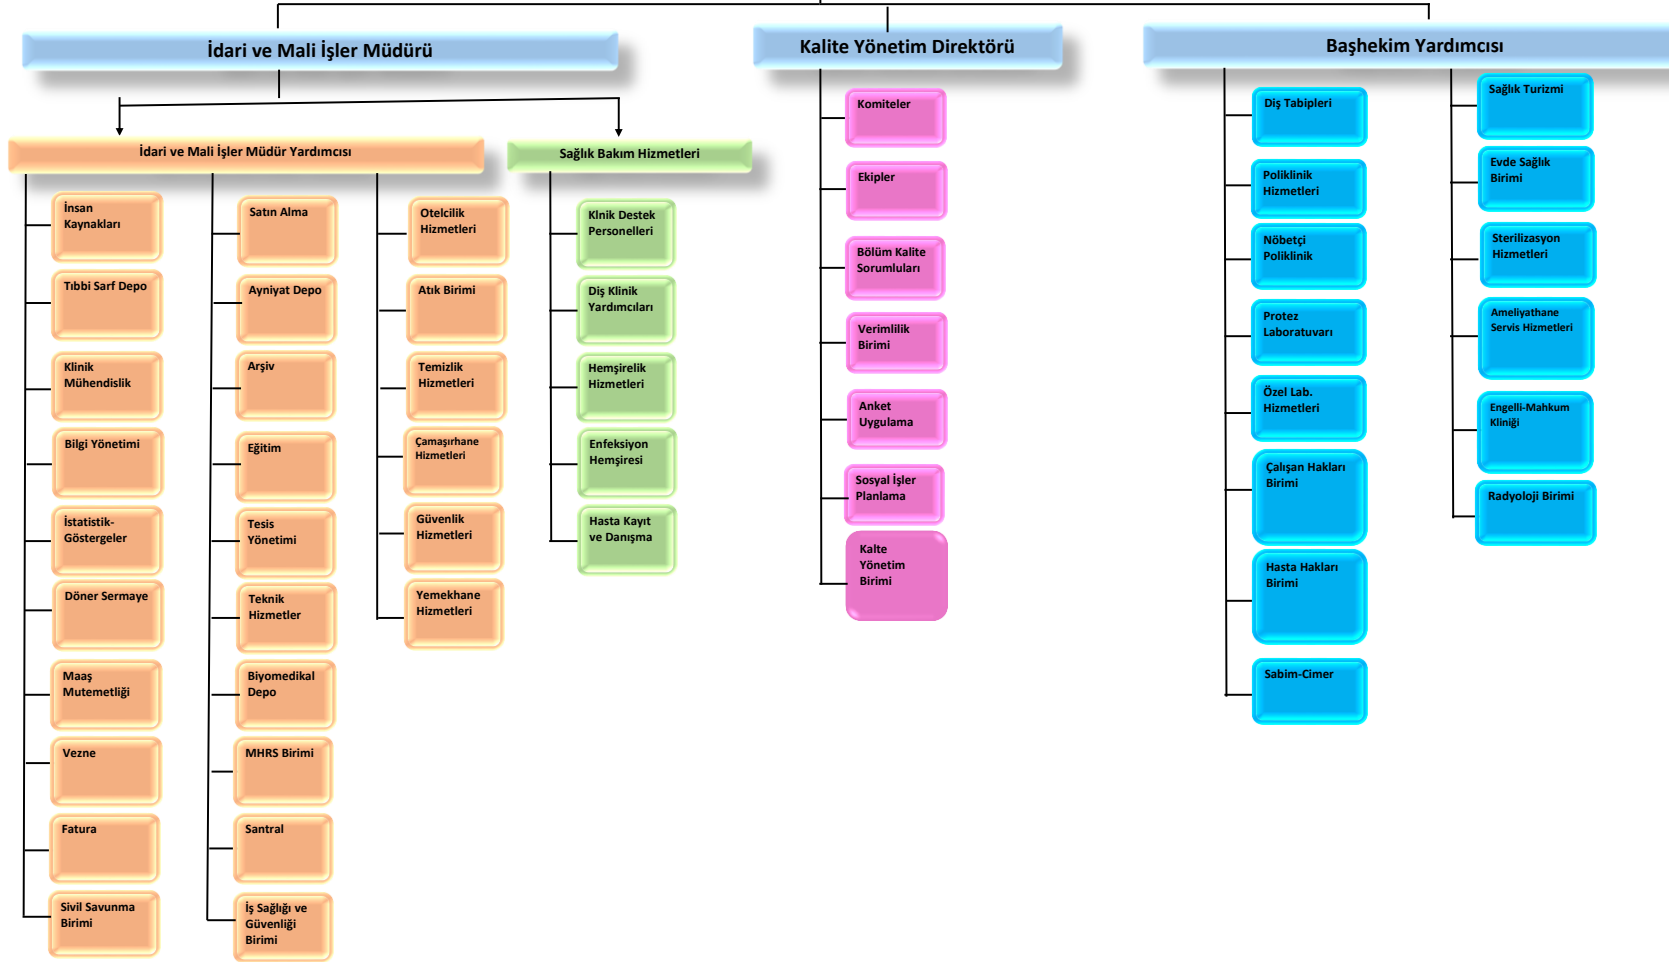 İdari ve Mali İşler Müdürü
Kalite Yönetim Direktörü
Başhekim Yardımcısı
İdari ve Mali İşler Müdür Yardımcısı
Sağlık Bakım Hizmetleri
İnsan
Kaynakları
Tıbbi Sarf Depo
Klinik
Mühendislik
Bilgi Yönetimi
İstatistik-
Göstergeler
Döner Sermaye
Maaş
Mutemetliği
Vezne
Fatura
Sivil Savunma
Birimi
Satın Alma
Ayniyat Depo
Arşiv
Eğitim
Tesis
Yönetimi
Teknik
Hizmetler
Biyomedikal
Depo
MHRS Birimi
Santral
İş Sağlığı ve
Güvenliği
Birimi
Otelcilik
Hizmetleri
Atık Birimi
Temizlik
Hizmetleri
Çamaşırhane
Hizmetleri
Güvenlik
Hizmetleri
Yemekhane
Hizmetleri
Klnik Destek
Personelleri
Diş Klinik
Yardımcıları
Hemşirelik
Hizmetleri
Enfeksiyon
Hemşiresi
Hasta Kayıt
ve Danışma
Komiteler
Ekipler
Bölüm Kalite
Sorumluları
Verimlilik
Birimi
Anket
Uygulama
Sosyal İşler
Planlama
Kalte
Yönetim
Birimi
Diş Tabipleri
Poliklinik
Hizmetleri
Nöbetçi
Poliklinik
Protez
Laboratuvarı
Özel Lab.
Hizmetleri
Çalışan Hakları
Birimi
Hasta Hakları
Birimi
Sabim-Cimer
Sağlık Turizmi
Evde Sağlık
Birimi
Sterilizasyon
Hizmetleri
Ameliyathane
Servis Hizmetleri
Engelli-Mahkum
Kliniği
Radyoloji Birimi